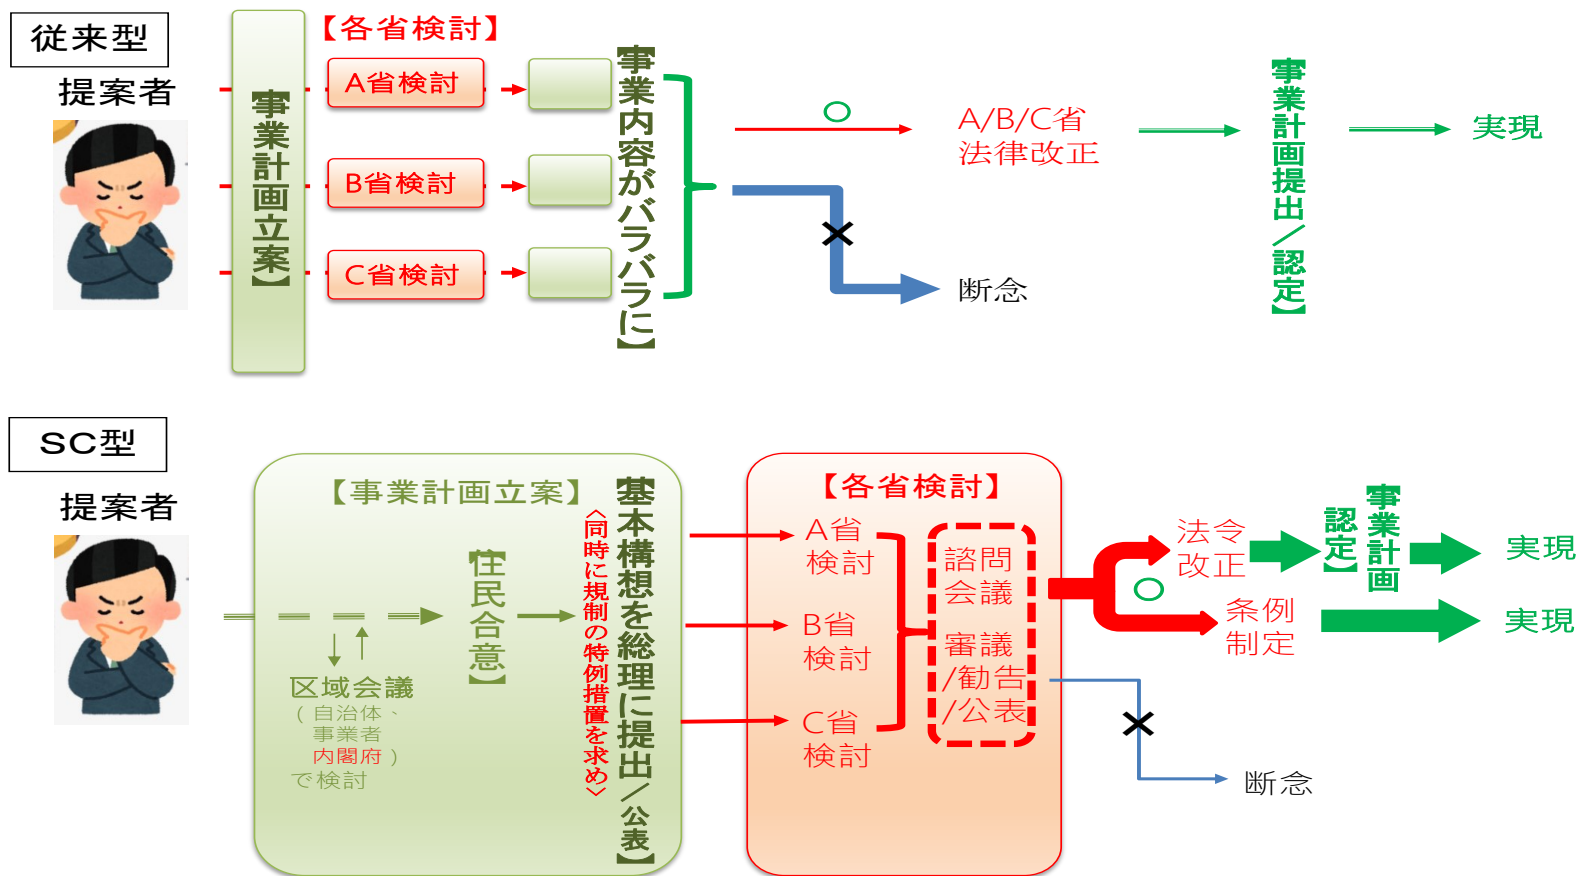 従来型
提案者
【事業計画立案】
【各省検討】
A省検討
B省検討
C省検討
【事業内容がバラバラに】
○
A/B/C省
法律改正
×
断念
【事業計画提出/認定】
実現
SC型
提案者
【事業計画立案】
区域会議
(自治体、
事業者
内閣府)
で検討
【住民合意】
〈同時に規制の特例措置を求め〉
【基本構想を総理に提出/公表】
【各省検討】
A省
検討
B省
検討
C省
検討
諮問
会議
審議
/勧告
/公表
○
法令
改正
条例
制定
【事業計画
認定】
実現
実現
×
断念